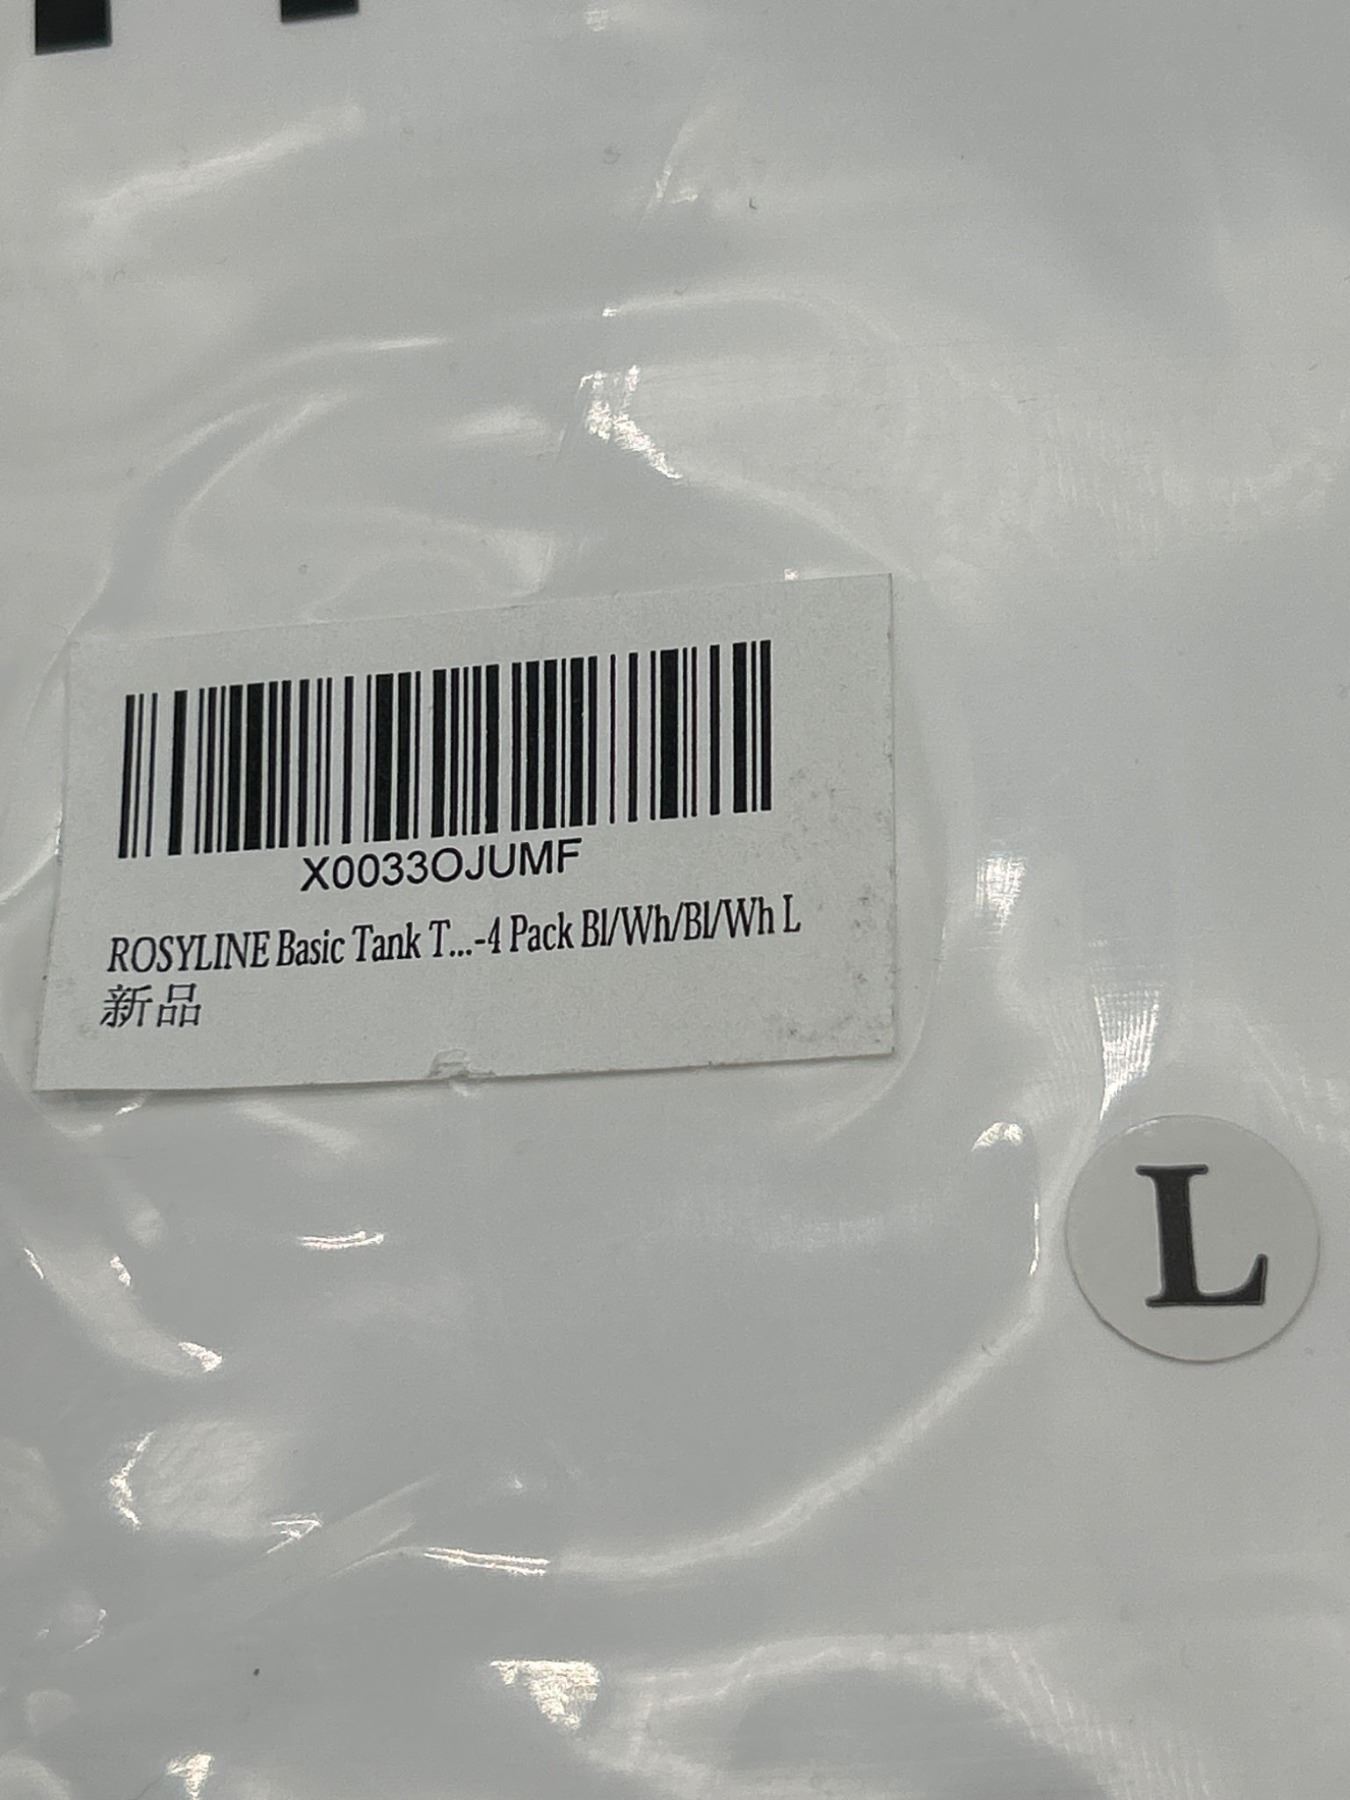 X0033OJUMF
ROSYLINE Basic Tank T...-4 Pack Bl/Wh/Bl/Wh L
新品
L